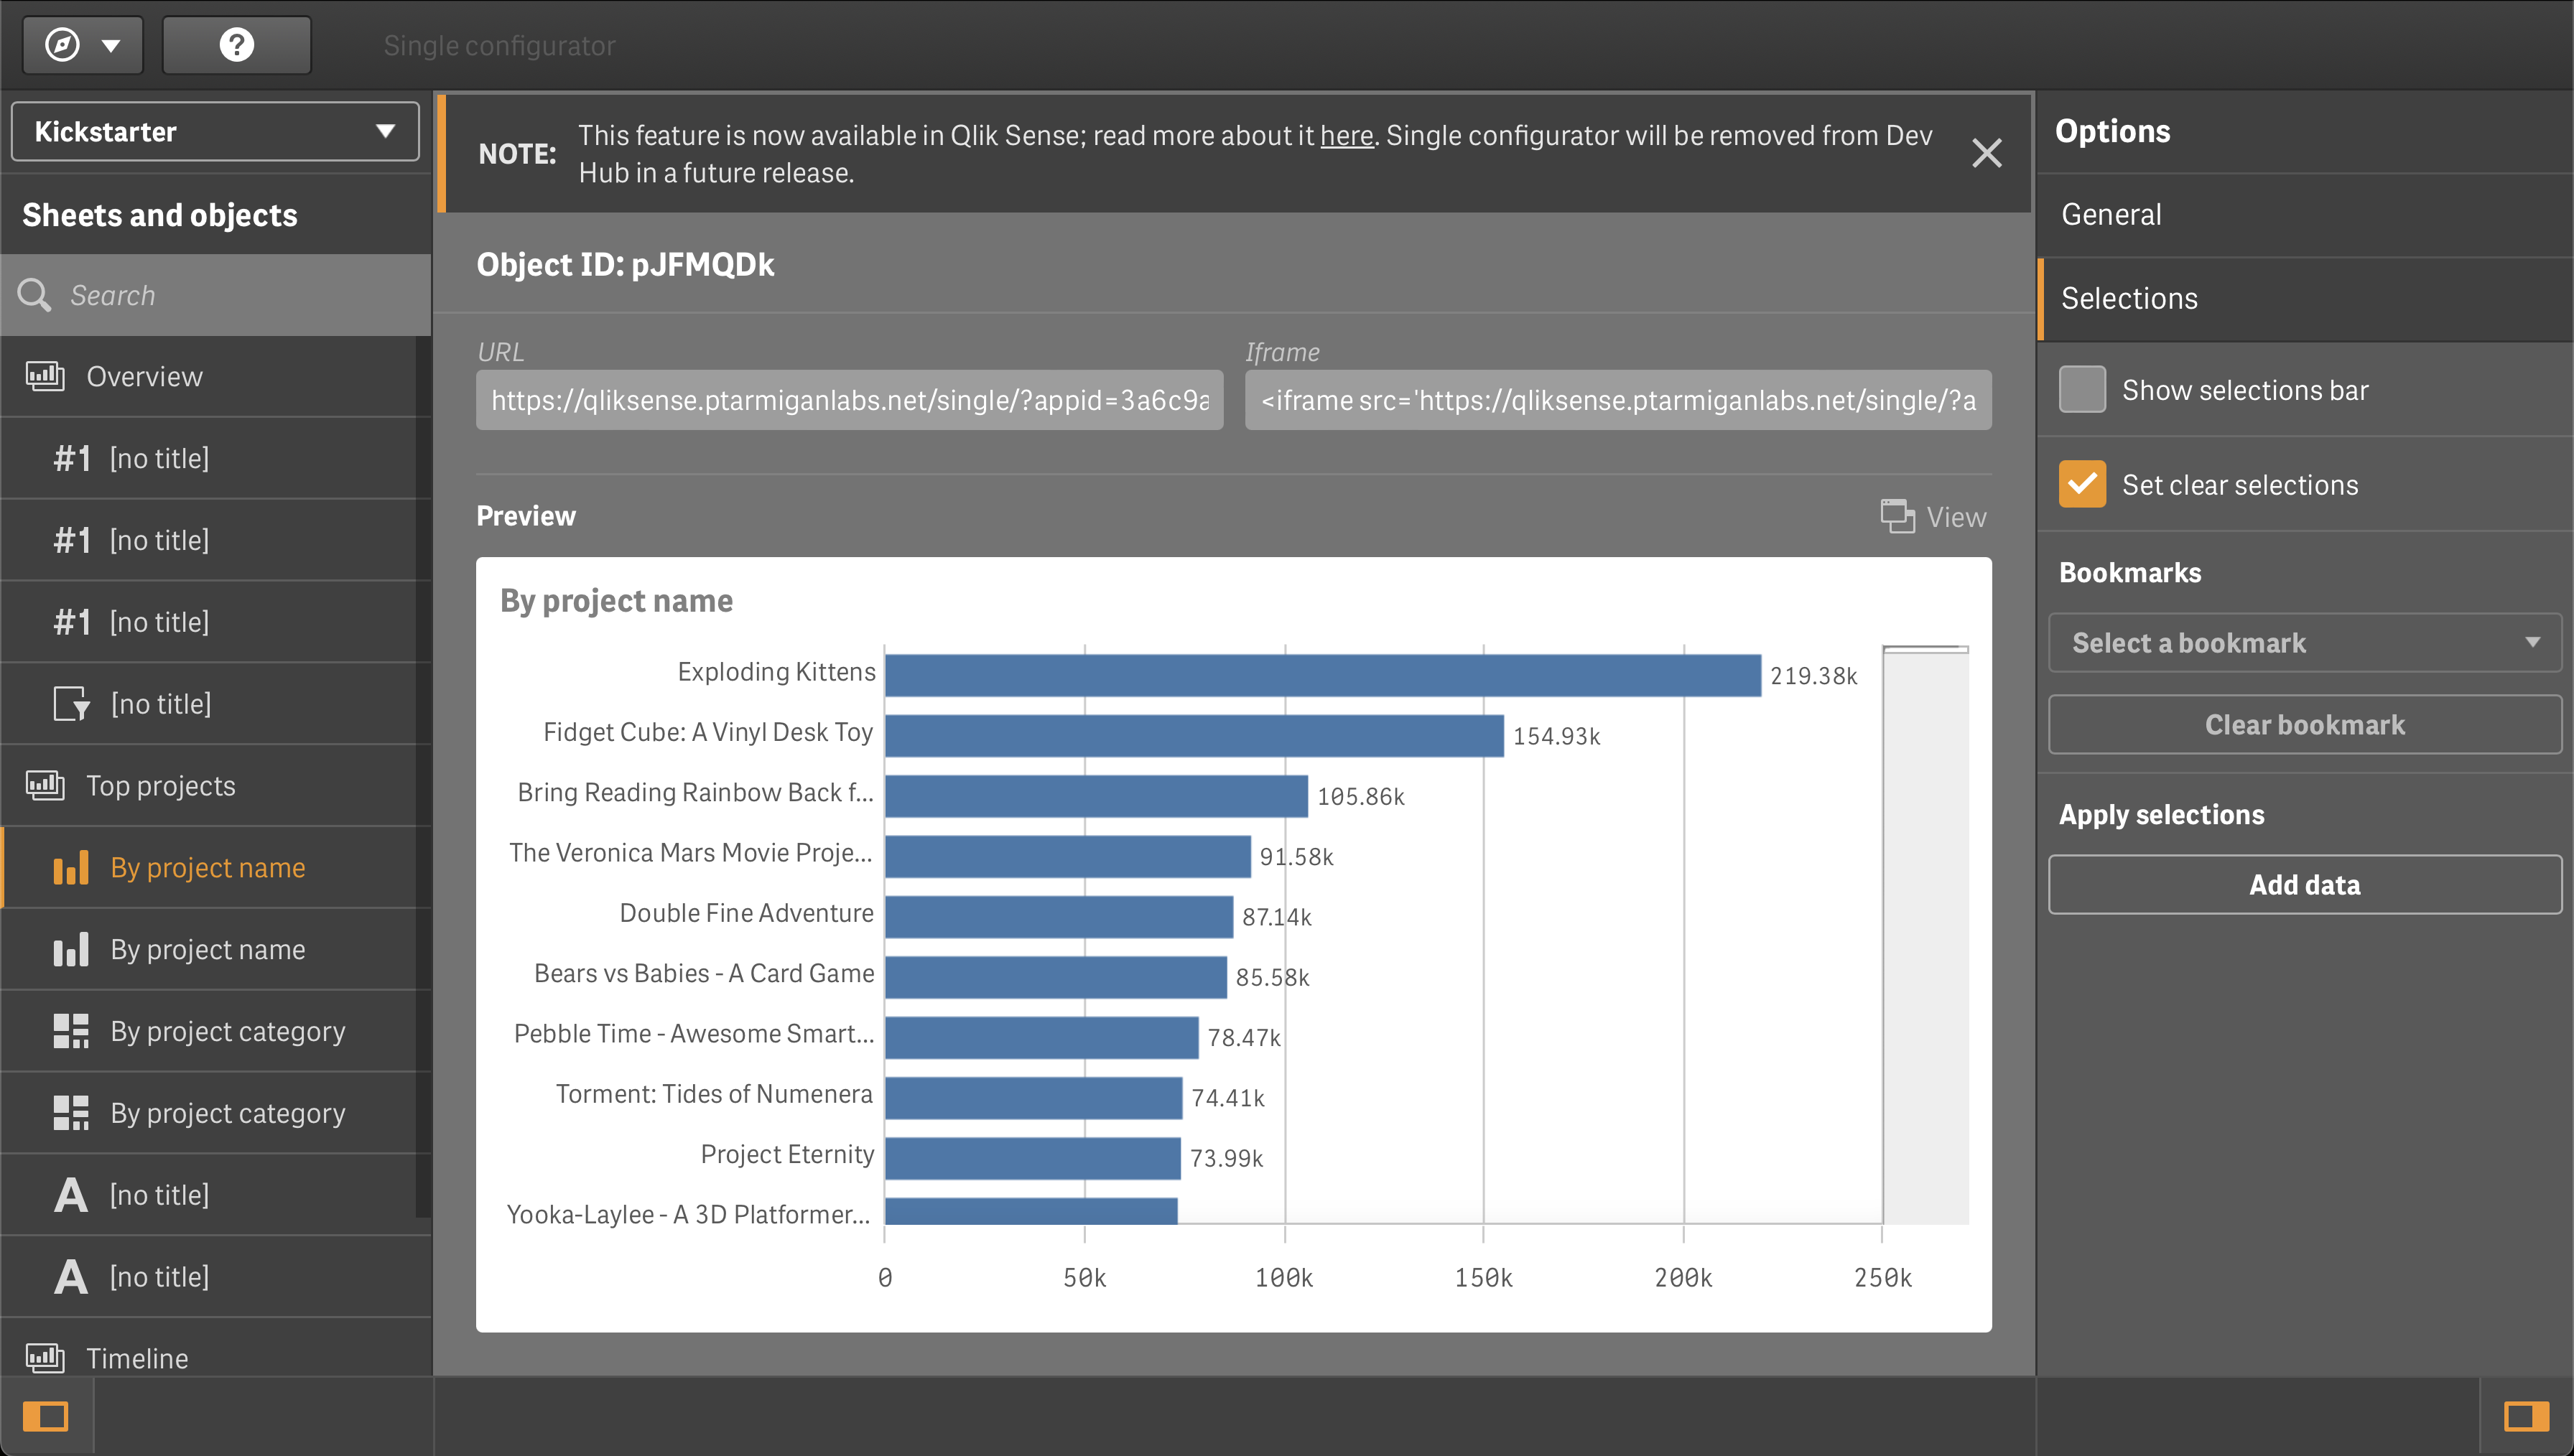 Single configurator
Kickstarter
Sheets and objects
Search
Overview
#1 [no title]
#1 [no title]
#1 [no title]
[no title]
Top projects
By project name
By project name
By project category
By project category
A [no title]
A [no title]
Timeline
NOTE: This feature is now available in Qlik Sense; read more about it here. Single configurator will be removed from Dev
Hub in a future release.
Object ID: pJFMQDk
URL
https://qliksense.ptarmiganlabs.net/single/?appid=3a6c9a
Iframe
<iframe src='https://qliksense.ptarmiganlabs.net/single/?a
Preview
View
By project name
Exploding Kittens 219.38k
Fidget Cube: A Vinyl Desk Toy 154.93k
Bring Reading Rainbow Back f... 105.86k
The Veronica Mars Movie Proje... 91.58k
Double Fine Adventure 87.14k
Bears vs Babies - A Card Game 85.58k
Pebble Time - Awesome Smart... 78.47k
Torment: Tides of Numenera 74.41k
Project Eternity 73.99k
Yooka-Laylee - A 3D Platformer...
0 50k 100k 150k 200k 250k
Options
General
Selections
Show selections bar
Set clear selections
Bookmarks
Select a bookmark
Clear bookmark
Apply selections
Add data